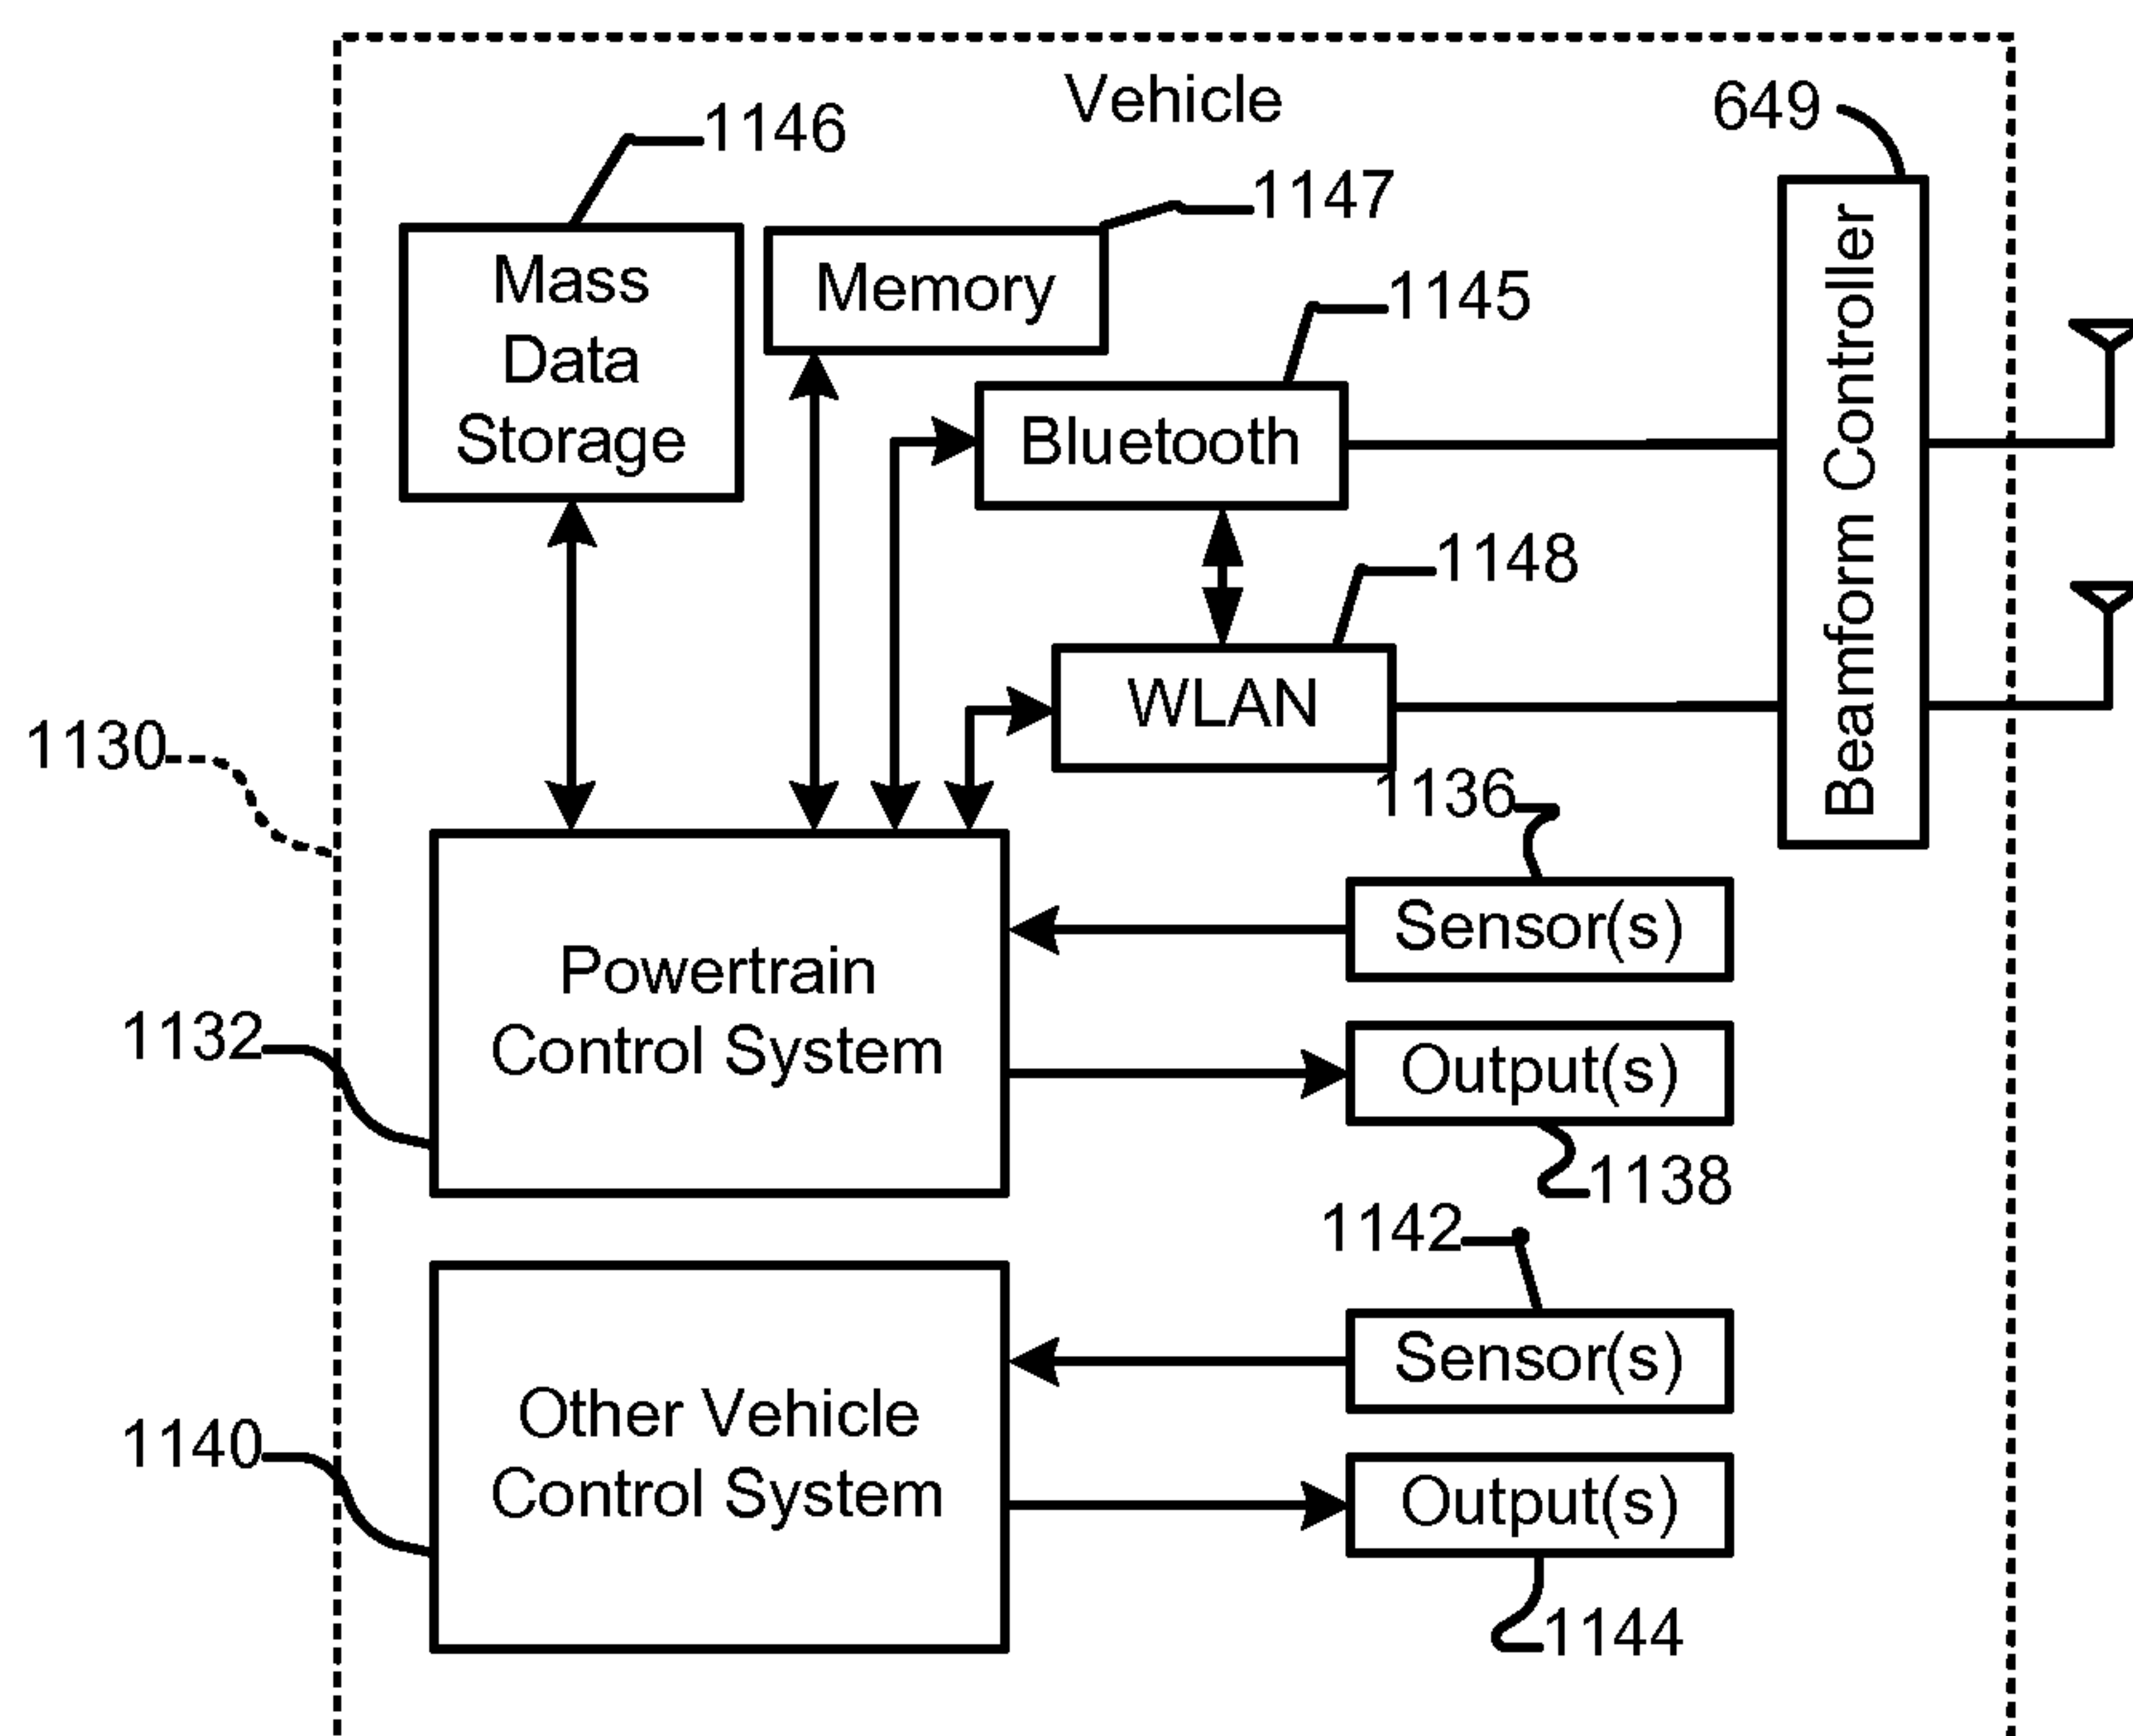 Vehicle
649
1146
1147
Mass
Data
Storage
Memory
1145
Bluetooth
Beamform Controller
1148
WLAN
1130
1136
Sensor(s)
Powertrain
Control System
1132
Output(s)
1138
1142
Sensor(s)
Other Vehicle
Control System
1140
Output(s)
1144